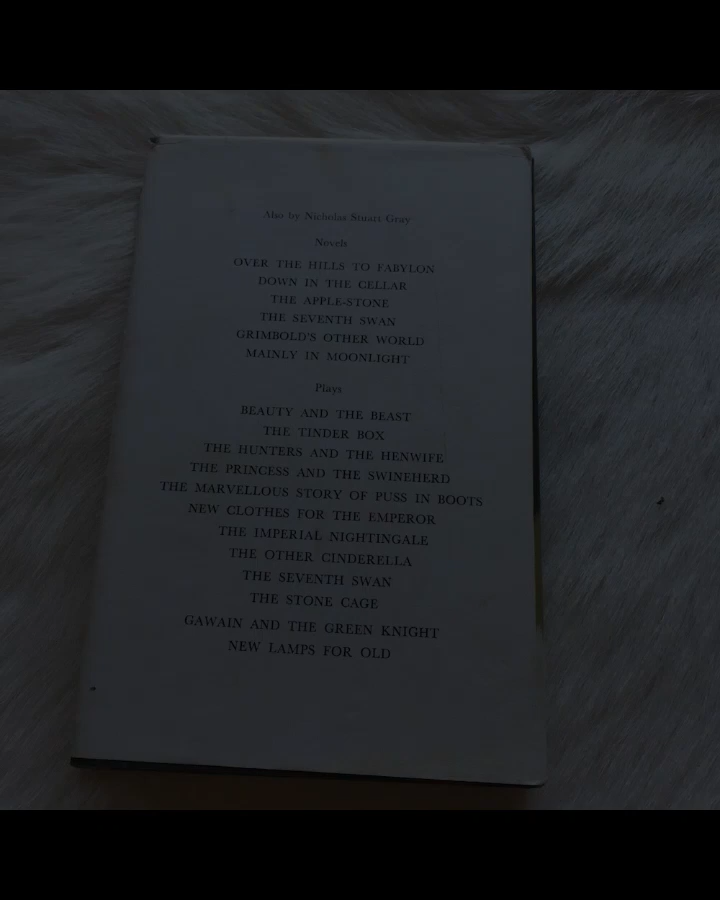 Also by Nicholas Stuart Gray
Novels
OVER THE HILLS TO FABYLON
DOWN IN THE CELLAR
THE APPLE-STONE
THE SEVENTH SWAN
GRIMBOLD'S OTHER WORLD
MAINLY IN MOONLIGHT
Plays
BEAUTY AND THE BEAST
THE TINDER BOX
THE HUNTERS AND THE HENWIFE
THE PRINCESS AND THE SWINEHERD
THE MARVELLOUS STORY OF PUSS IN BOOTS
NEW CLOTHES FOR THE EMPEROR
THE IMPERIAL NIGHTINGALE
THE OTHER CINDERELLA
THE SEVENTH SWAN
THE STONE CAGE
GAWAIN AND THE GREEN KNIGHT
NEW LAMPS FOR OLD